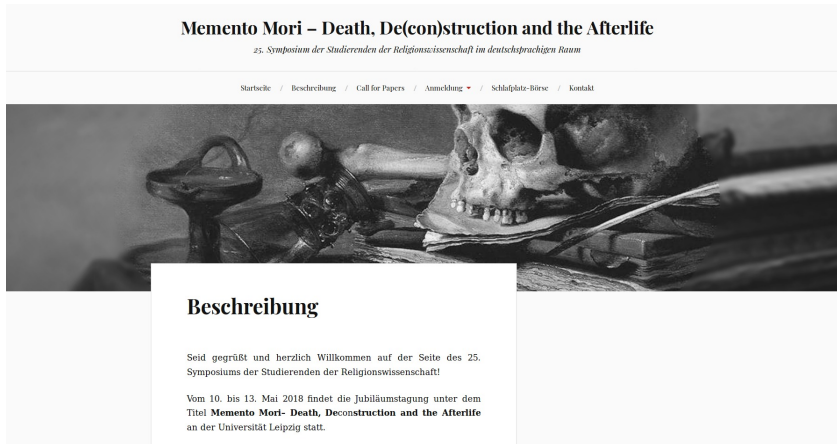 Memento Mori – Death, De(con)struction and the Afterlife
25. Symposium der Studierenden der Religionswissenschaft im deutschsprachigen Raum
Startseite / Beschreibung / Call for Papers / Anmeldung / Schlafplatz-Börse / Kontakt
Beschreibung
Seid gegrüßt und herzlich Willkommen auf der Seite des 25.
Symposiums der Studierenden der Religionswissenschaft!
Vom 10. bis 13. Mai 2018 findet die Jubiläumstagung unter dem
Titel Memento Mori– Death, Deconstruction and the Afterlife
an der Universität Leipzig statt.